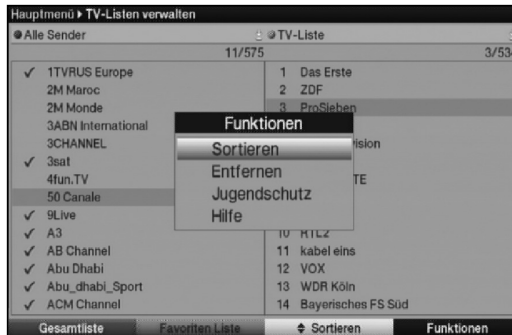 Hauptmenü ▸ TV-Listen verwalten
Alle Sender
11/575
✓ 1TVRUS Europe
2M Maroc
2M Monde
3ABN International
3CHANNEL
✓ 3sat
4fun.TV
50 Canale
✓ 9Live
✓ A3
✓ AB Channel
✓ Abu Dhabi
✓ Abu_dhabi_Sport
✓ ACM Channel
TV-Liste
3/534
1 Das Erste
2 ZDF
3 ProSieben
10 RTL2
11 kabel eins
12 VOX
13 WDR Köln
14 Bayerisches FS Süd
Funktionen
Sortieren
Entfernen
Jugendschutz
Hilfe
Gesamtliste
Favoriten Liste
Sortieren
Funktionen